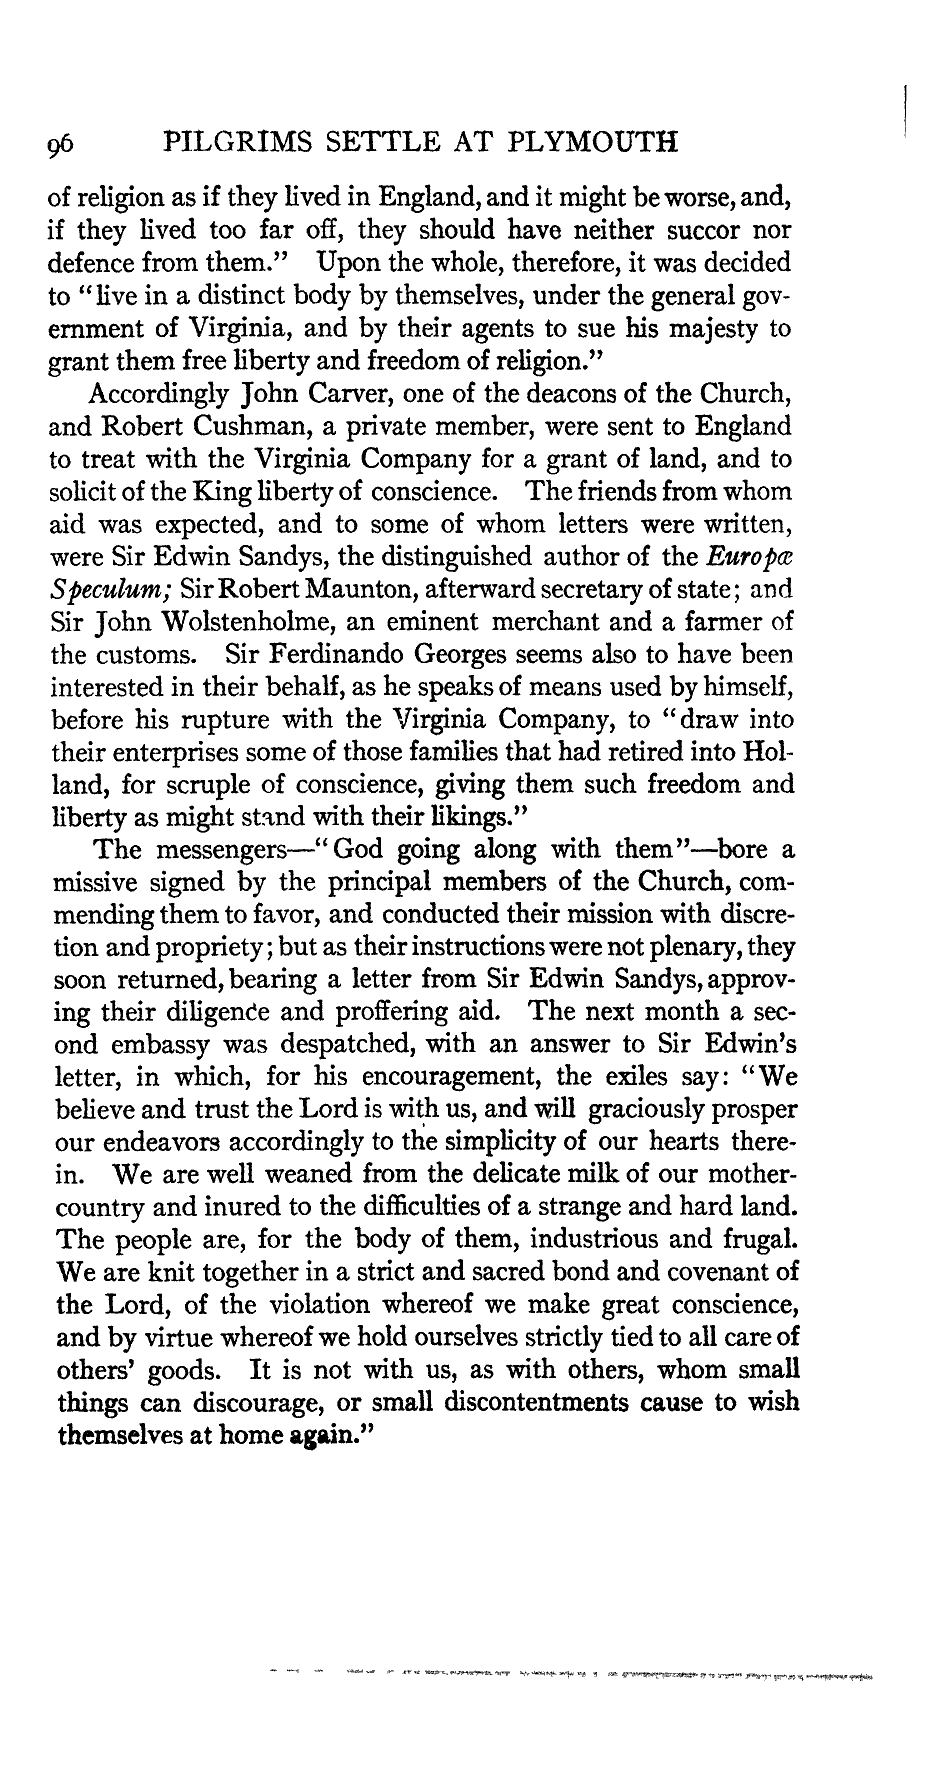 96 PILGRIMS SETTLE AT PLYMOUTH
of religion as if they lived in England, and it might be worse, and,
if they lived too far off, they should have neither succor nor
defence from them.” Upon the whole, therefore, it was decided
to “live in a distinct body by themselves, under the general gov-
ernment of Virginia, and by their agents to sue his majesty to
grant them free liberty and freedom of religion.”
Accordingly John Carver, one of the deacons of the Church,
and Robert Cushman, a private member, were sent to England
to treat with the Virginia Company for a grant of land, and to
solicit of the King liberty of conscience. The friends from whom
aid was expected, and to some of whom letters were written,
were Sir Edwin Sandys, the distinguished author of the Europæ
Speculum; Sir Robert Maunton, afterward secretary of state; and
Sir John Wolstenholme, an eminent merchant and a farmer of
the customs. Sir Ferdinando Georges seems also to have been
interested in their behalf, as he speaks of means used by himself,
before his rupture with the Virginia Company, to “draw into
their enterprises some of those families that had retired into Hol-
land, for scruple of conscience, giving them such freedom and
liberty as might stand with their likings.”
The messengers—“God going along with them”—bore a
missive signed by the principal members of the Church, com-
mending them to favor, and conducted their mission with discre-
tion and propriety; but as their instructions were not plenary, they
soon returned, bearing a letter from Sir Edwin Sandys, approv-
ing their diligence and proffering aid. The next month a sec-
ond embassy was despatched, with an answer to Sir Edwin’s
letter, in which, for his encouragement, the exiles say: “We
believe and trust the Lord is with us, and will graciously prosper
our endeavors accordingly to the simplicity of our hearts there-
in. We are well weaned from the delicate milk of our mother-
country and inured to the difficulties of a strange and hard land.
The people are, for the body of them, industrious and frugal.
We are knit together in a strict and sacred bond and covenant of
the Lord, of the violation whereof we make great conscience,
and by virtue whereof we hold ourselves strictly tied to all care of
others’ goods. It is not with us, as with others, whom small
things can discourage, or small discontentments cause to wish
themselves at home again.”